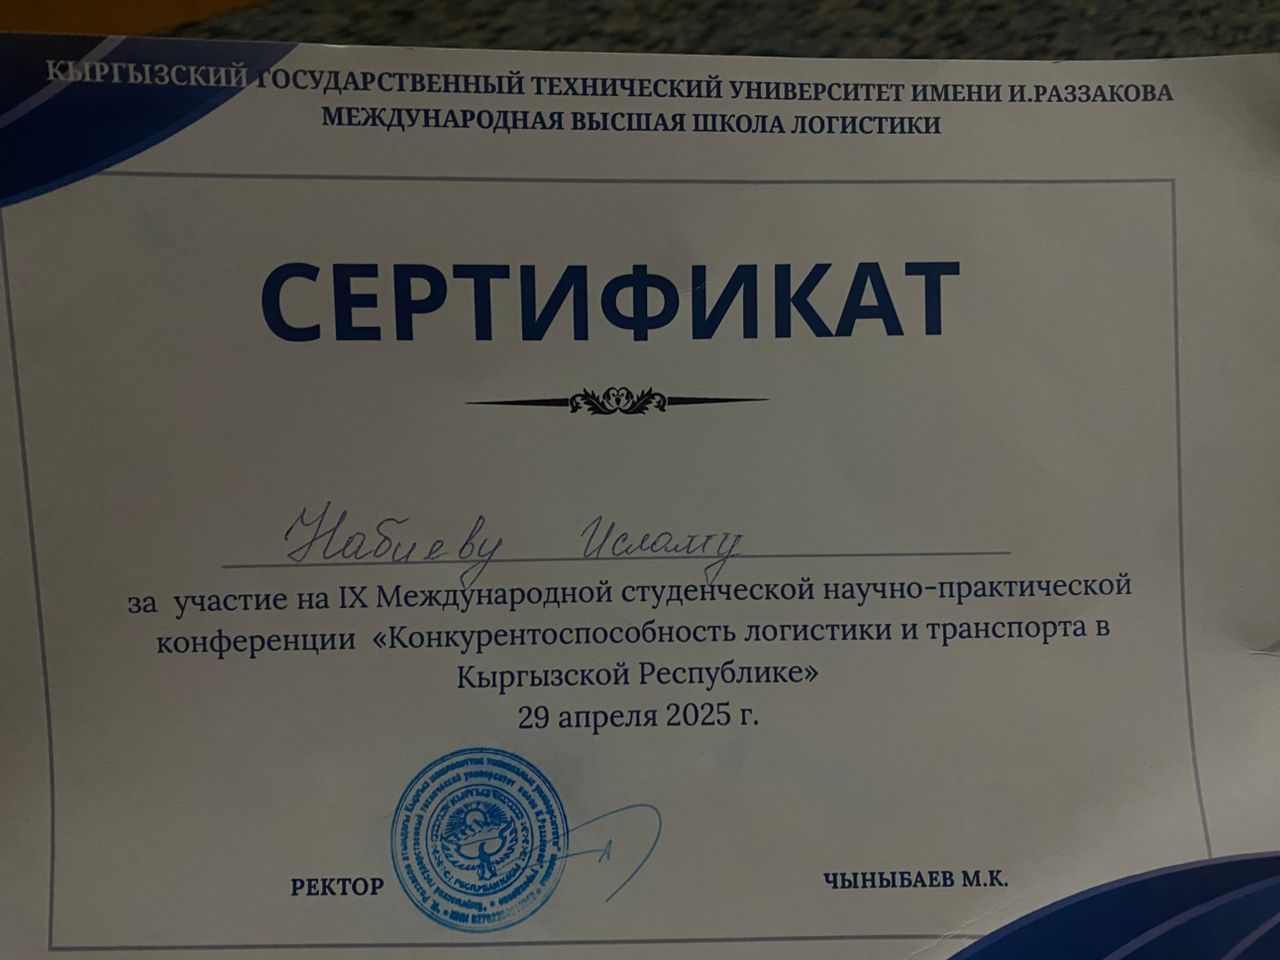 КЫРГЫЗСКИЙ ГОСУДАРСТВЕННЫЙ ТЕХНИЧЕСКИЙ УНИВЕРСИТЕТ ИМЕНИ И.РАЗЗАКОВА
МЕЖДУНАРОДНАЯ ВЫСШАЯ ШКОЛА ЛОГИСТИКИ
СЕРТИФИКАТ
Набиеву Исламу
за участие на IX Международной студенческой научно-практической
конференции «Конкурентоспособность логистики и транспорта в
Кыргызской Республике»
29 апреля 2025 г.
РЕКТОР
ЧЫНЫБАЕВ М.К.